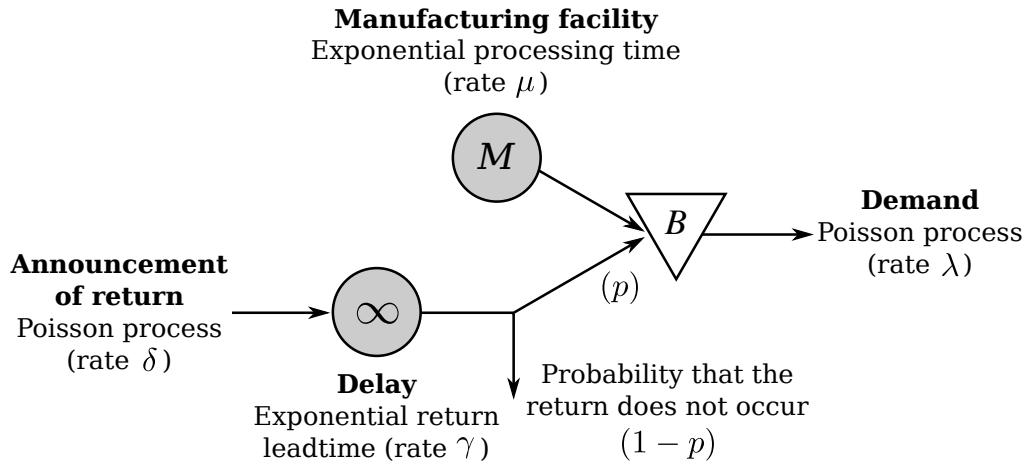 Manufacturing facility
Exponential processing time
(rate μ)
M
B
Demand
Poisson process
(rate λ)
Announcement
of return
Poisson process
(rate δ)
∞
(p)
Delay
Exponential return
leadtime (rate γ)
Probability that the
return does not occur
(1 − p)